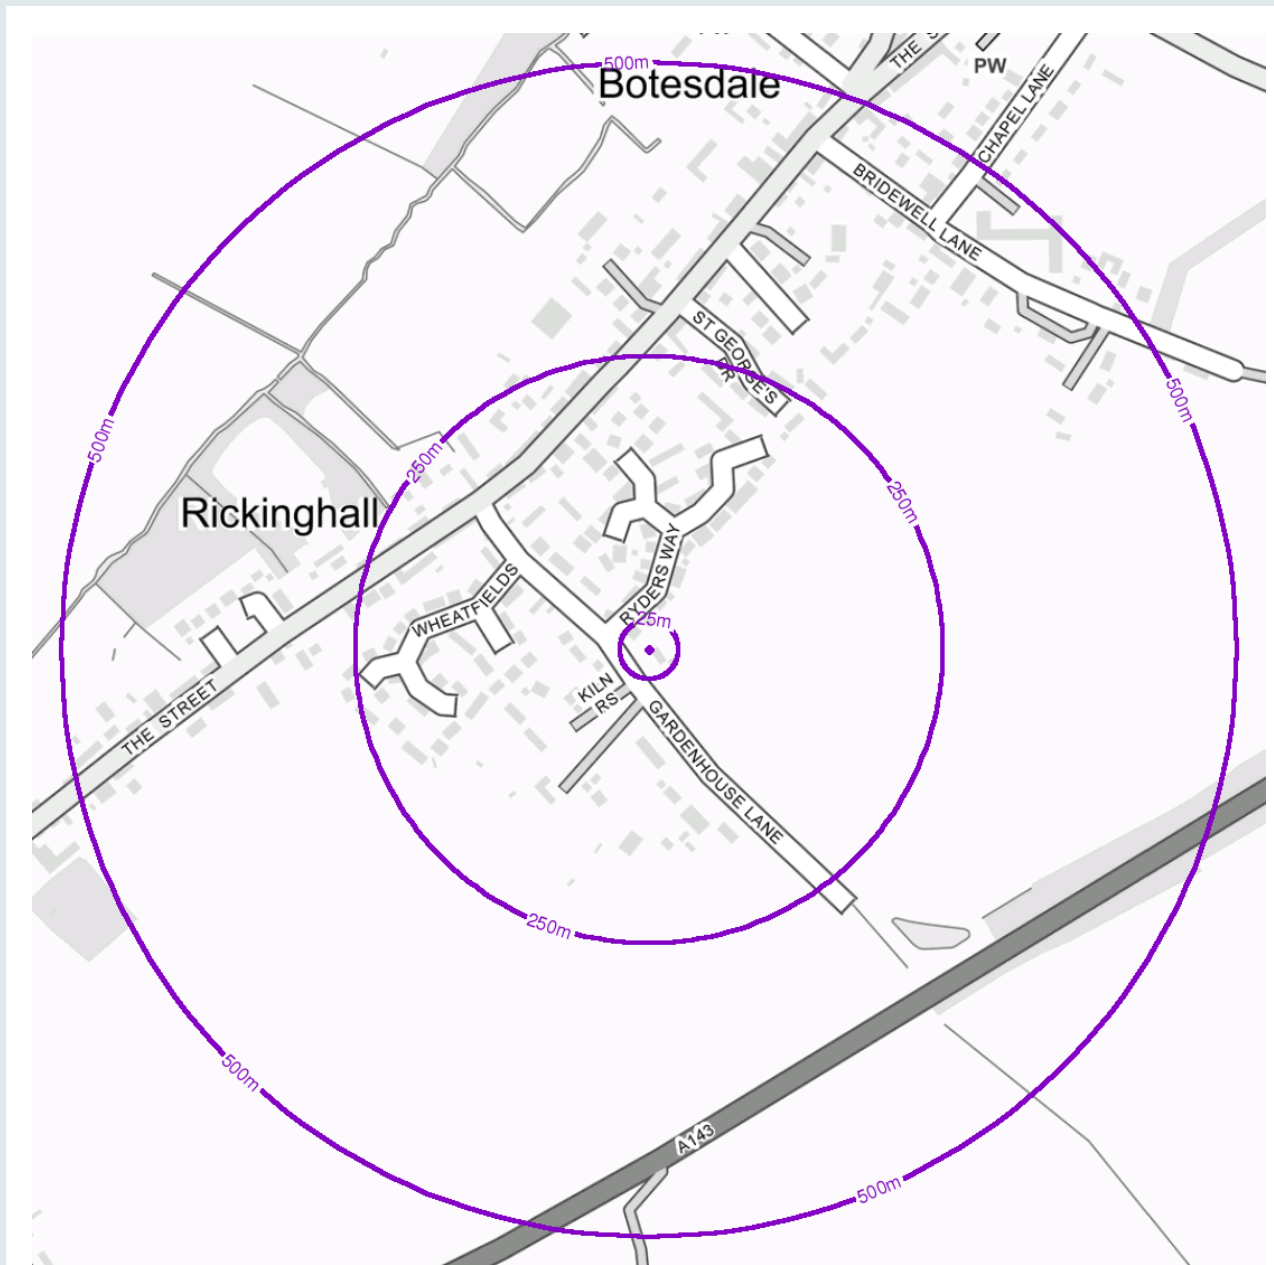 500m
Botesdale
THE S
PW
CHAPEL LANE
BRIDEWELL LANE
ST GEORGE'S
DR
500m
500m
250m
250m
Rickinghall
RYDERS WAY
WHEATFIELDS
25m
KILN
RS
THE STREET
GARDENHOUSE LANE
250m
500m
A143
500m